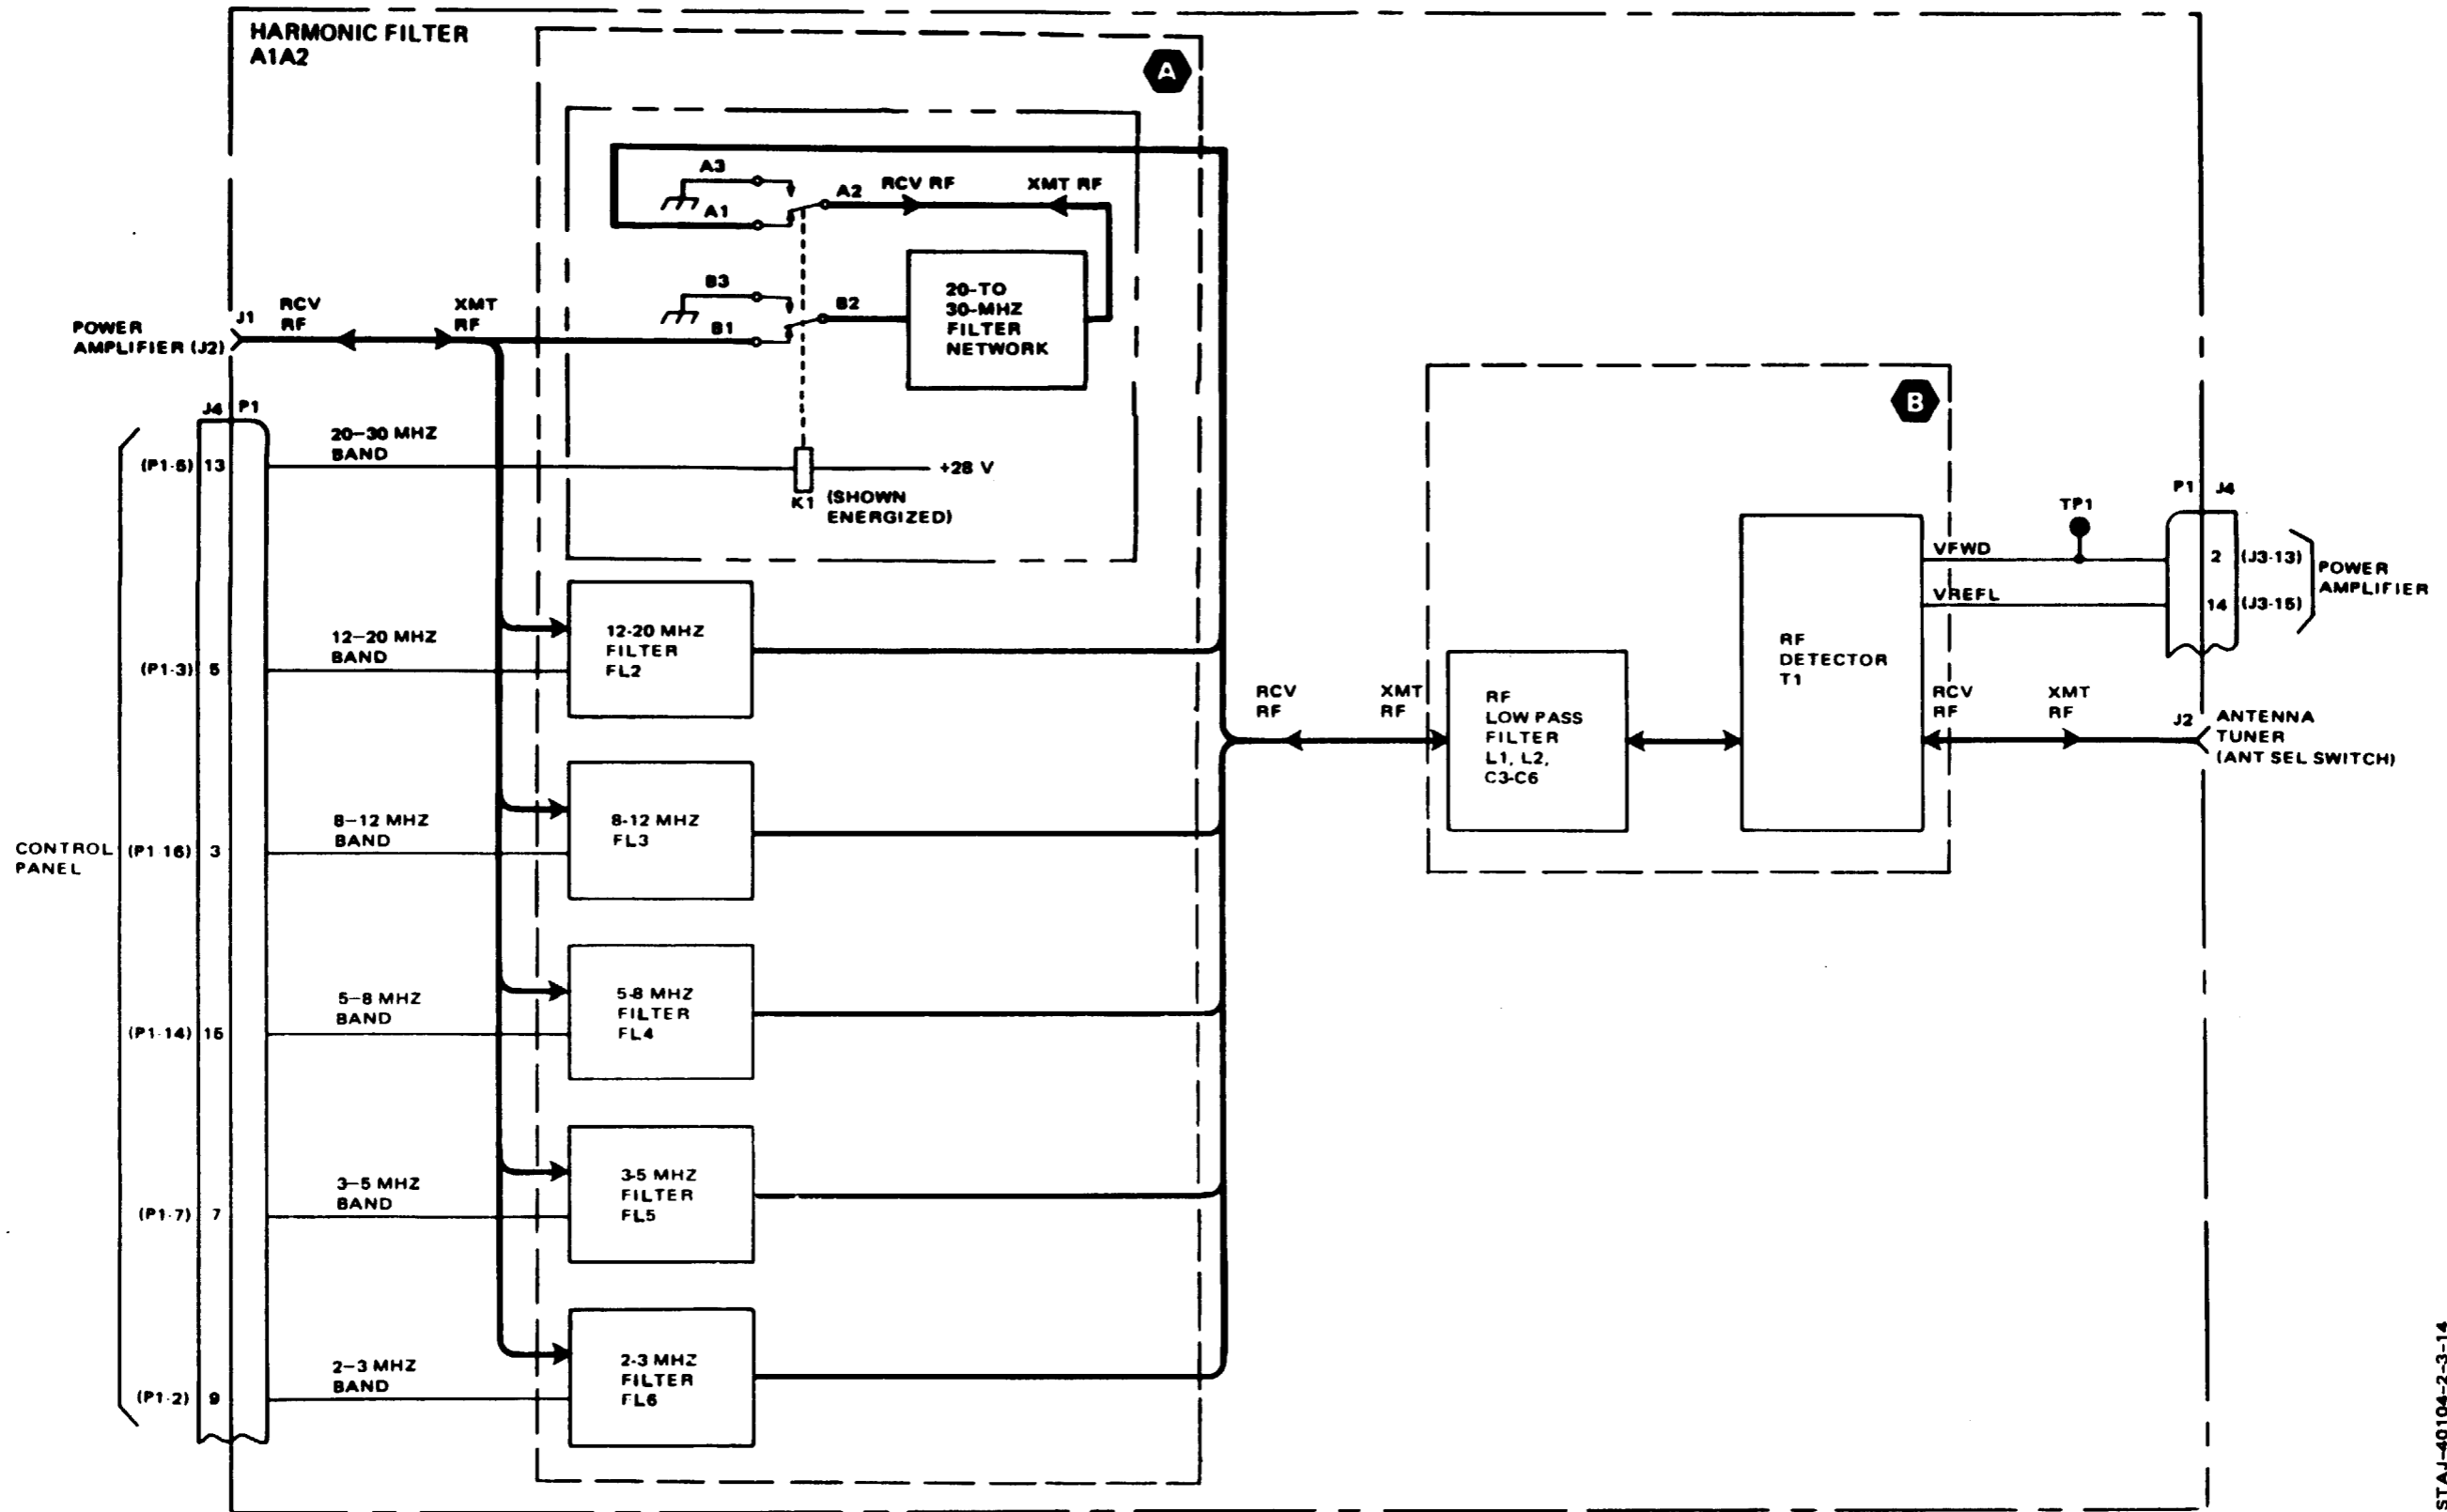 HARMONIC FILTER
A1A2
A
A3
A1
A2
RCV RF
XMT RF
B3
B1
B2
20-TO
30-MHZ
FILTER
NETWORK
POWER
AMPLIFIER (J2)
J1
RCV
RF
XMT
RF
J4
P1
20-30 MHZ
BAND
13
+28 V
K1
(SHOWN
ENERGIZED)
12-20 MHZ
BAND
(P1-3)
5
12-20 MHZ
FILTER
FL2
CONTROL
PANEL
8-12 MHZ
BAND
(P1-16)
3
8-12 MHZ
FL3
5-8 MHZ
BAND
(P1-14)
15
5-8 MHZ
FILTER
FL4
3-5 MHZ
BAND
(P1-7)
7
3-5 MHZ
FILTER
FL5
2-3 MHZ
BAND
(P1-2)
9
2-3 MHZ
FILTER
FL6
B
RCV
RF
XMT
RF
RF
LOW PASS
FILTER
L1, L2,
C3-C6
RF
DETECTOR
T1
VFWD
VREFL
TP1
P1
J4
2
(J3-13)
14
(J3-15)
POWER
AMPLIFIER
RCV
RF
XMT
RF
J2
ANTENNA
TUNER
(ANT SEL SWITCH)
STAJ-40104-2-3-14